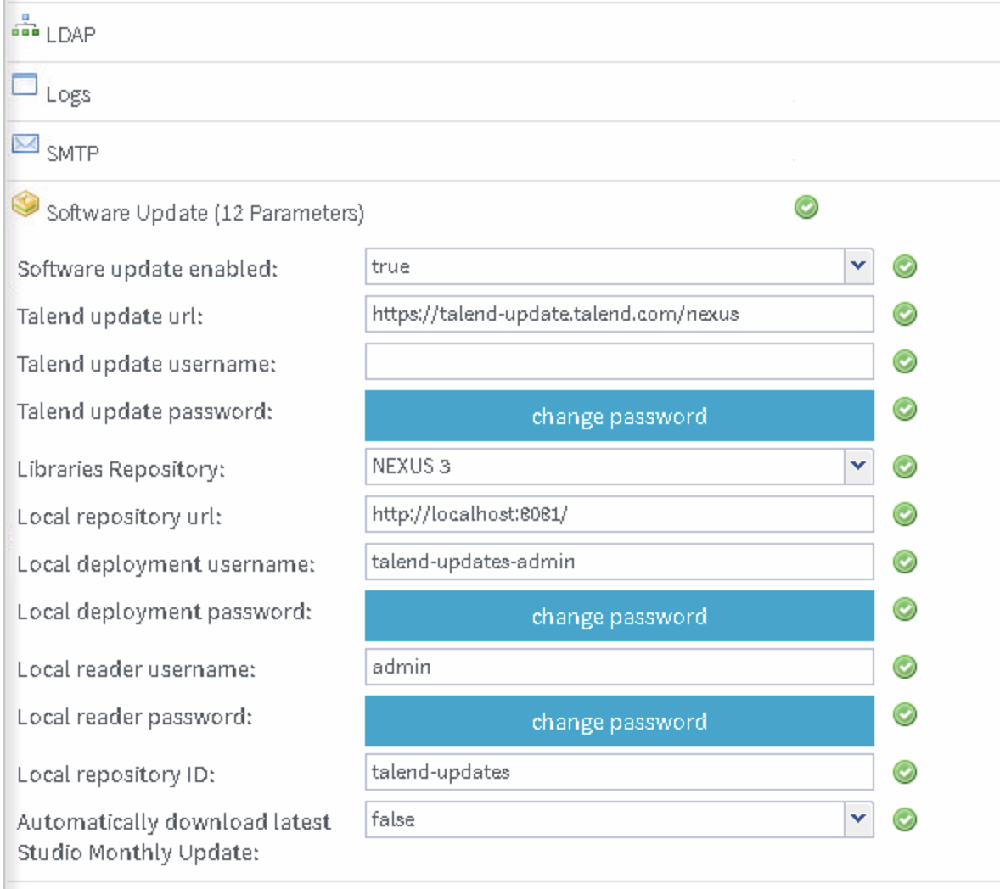 LDAP
Logs
SMTP
Software Update (12 Parameters)
Software update enabled: true
Talend update url: https://talend-update.talend.com/nexus
Talend update username:
Talend update password: change password
Libraries Repository: NEXUS 3
Local repository url: http://localhost:8081/
Local deployment username: talend-updates-admin
Local deployment password: change password
Local reader username: admin
Local reader password: change password
Local repository ID: talend-updates
Automatically download latest false
Studio Monthly Update: